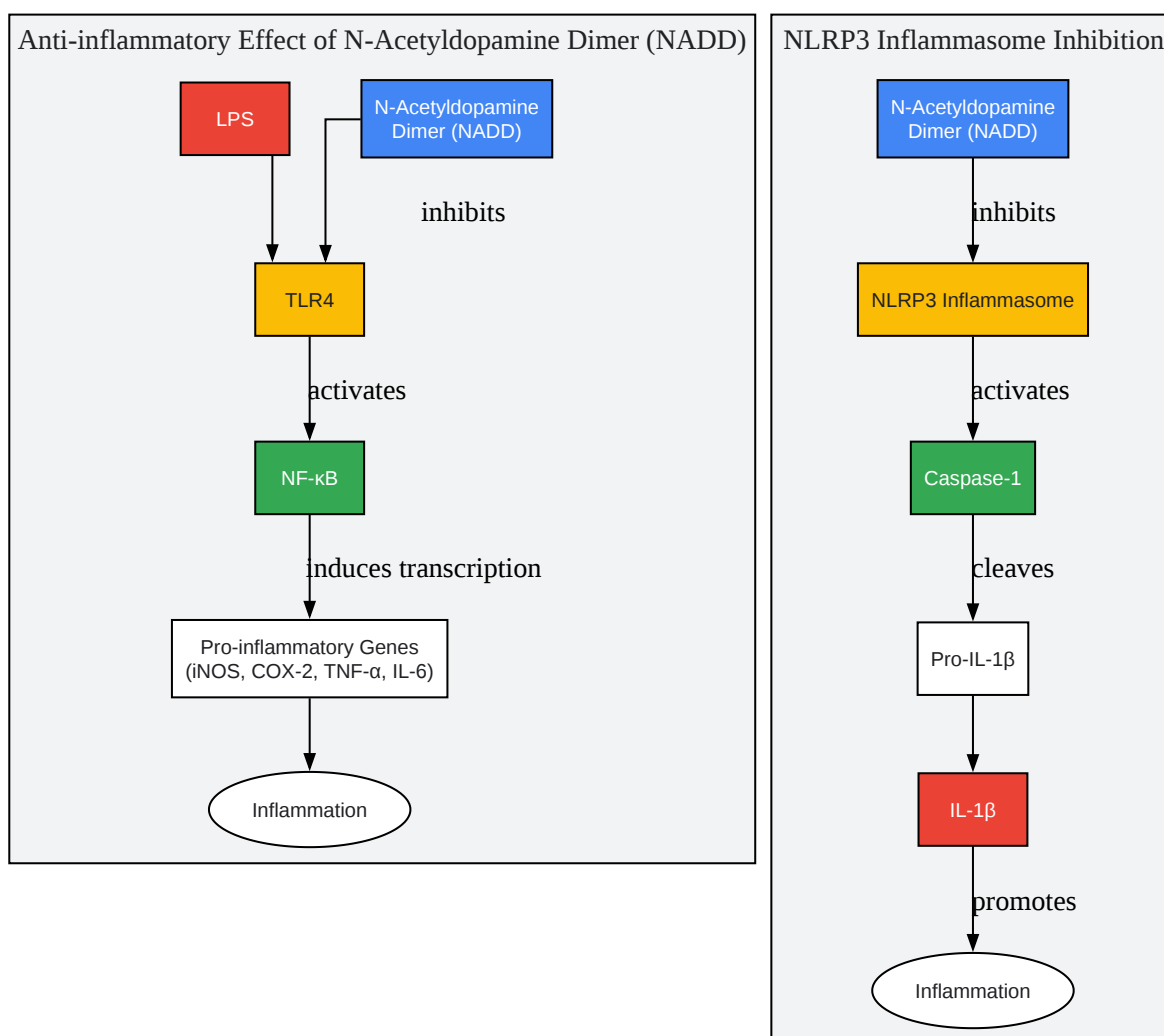 Anti-inflammatory Effect of N-Acetyldopamine Dimer (NADD)
LPS
N-Acetyldopamine
Dimer (NADD)
inhibits
TLR4
activates
NF-κB
induces transcription
Pro-inflammatory Genes
(iNOS, COX-2, TNF-α, IL-6)
Inflammation
NLRP3 Inflammasome Inhibition
N-Acetyldopamine
Dimer (NADD)
inhibits
NLRP3 Inflammasome
activates
Caspase-1
cleaves
Pro-IL-1β
IL-1β
promotes
Inflammation